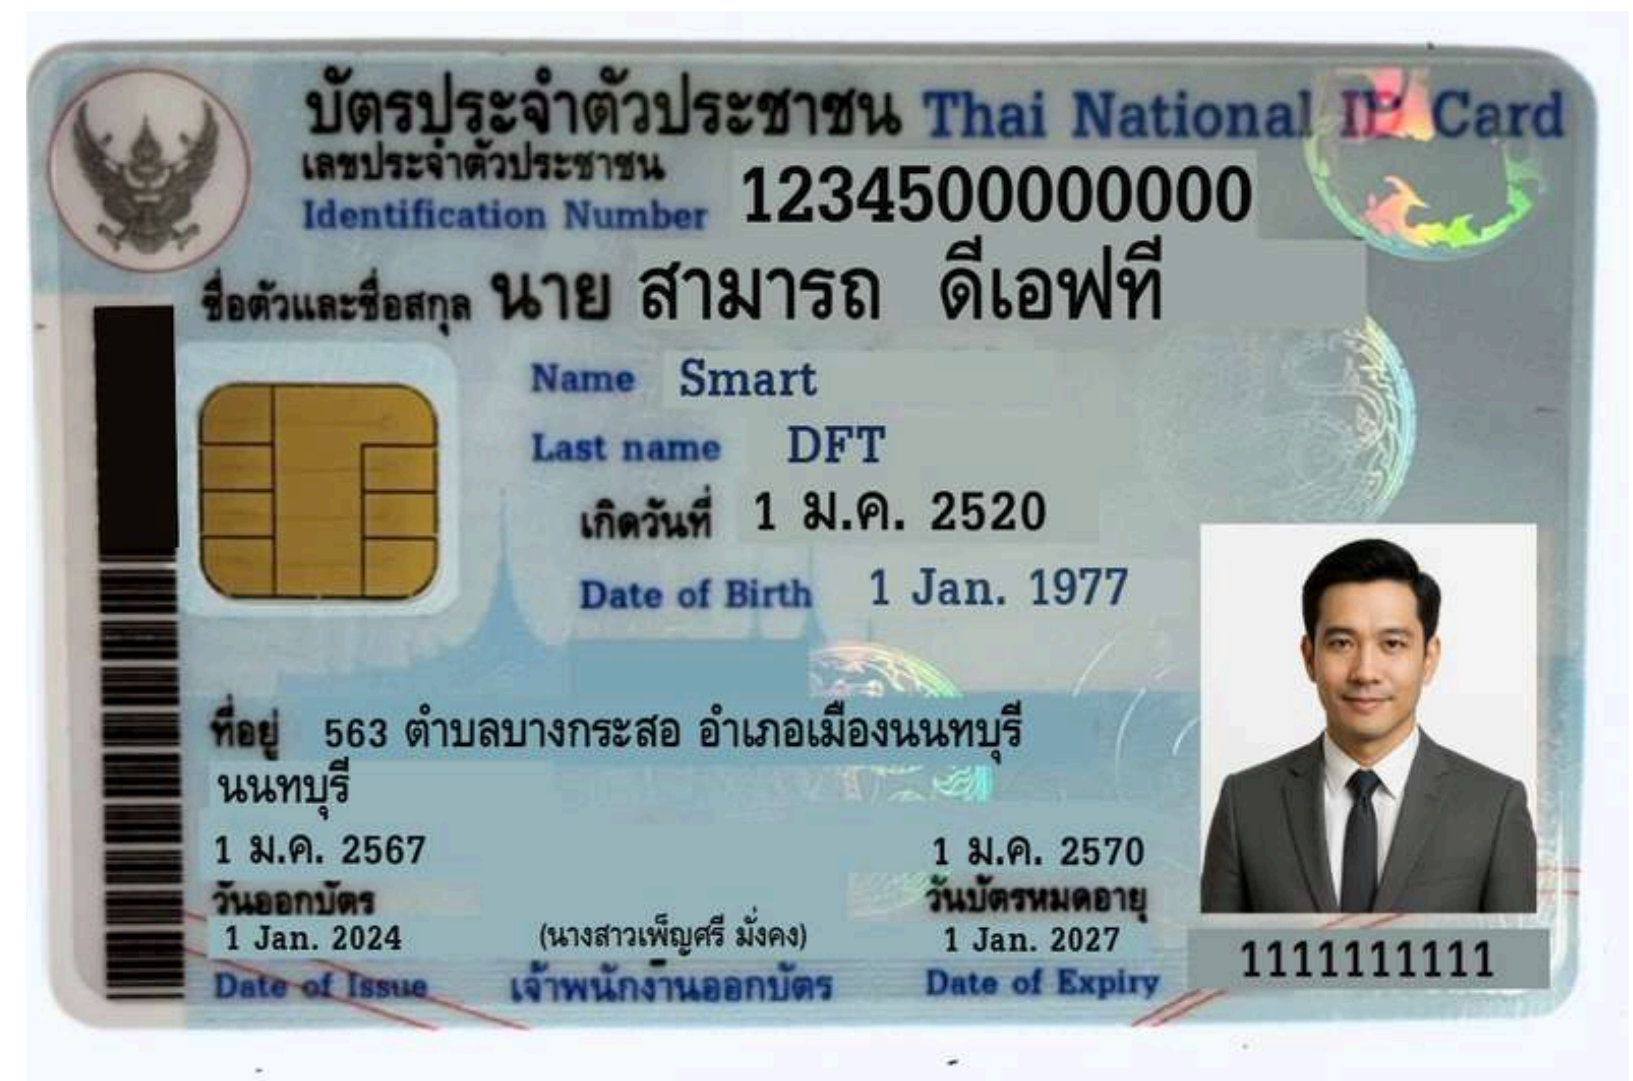 บัตรประจำตัวประชาชน Thai National ID Card
เลขประจำตัวประชาชน
Identification Number 1234500000000
ชื่อตัวและชื่อสกุล นาย สามารถ ดีเอฟที
Name Smart
Last name DFT
เกิดวันที่ 1 ม.ค. 2520
Date of Birth 1 Jan. 1977
ที่อยู่ 563 ตำบลบางกระสอ อำเภอเมืองนนทบุรี
นนทบุรี
1 ม.ค. 2567 1 ม.ค. 2570
วันออกบัตร วันบัตรหมดอายุ
1 Jan. 2024 (นางสาวเพ็ญศรี มั่งคง) 1 Jan. 2027
Date of Issue เจ้าพนักงานออกบัตร Date of Expiry
1111111111